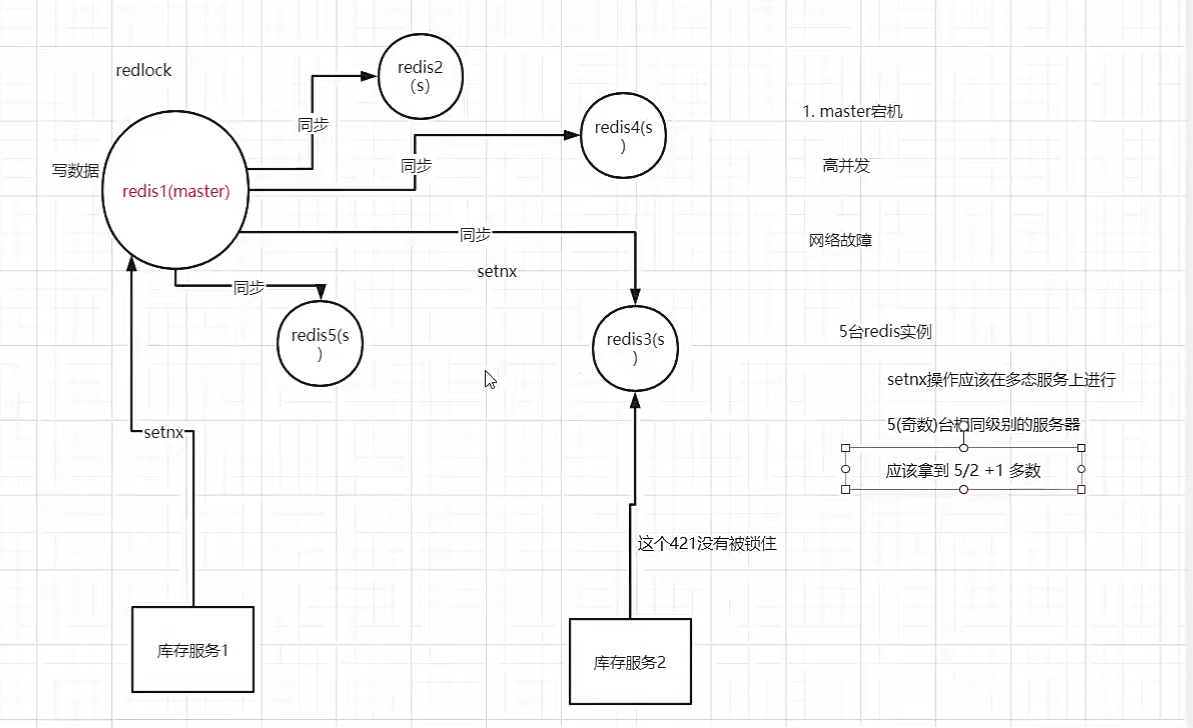 redlock
redis2
（s）
同步
redis4(s
)
1. master宕机
写数据
redis1(master)
同步
高并发
同步
网络故障
setnx
同步
redis5(s
)
redis3(s
)
5台redis实例
setnx操作应该在多态服务上进行
setnx
5(奇数)台相同级别的服务器
应该拿到 5/2 +1 多数
这个421没有被锁住
库存服务1
库存服务2